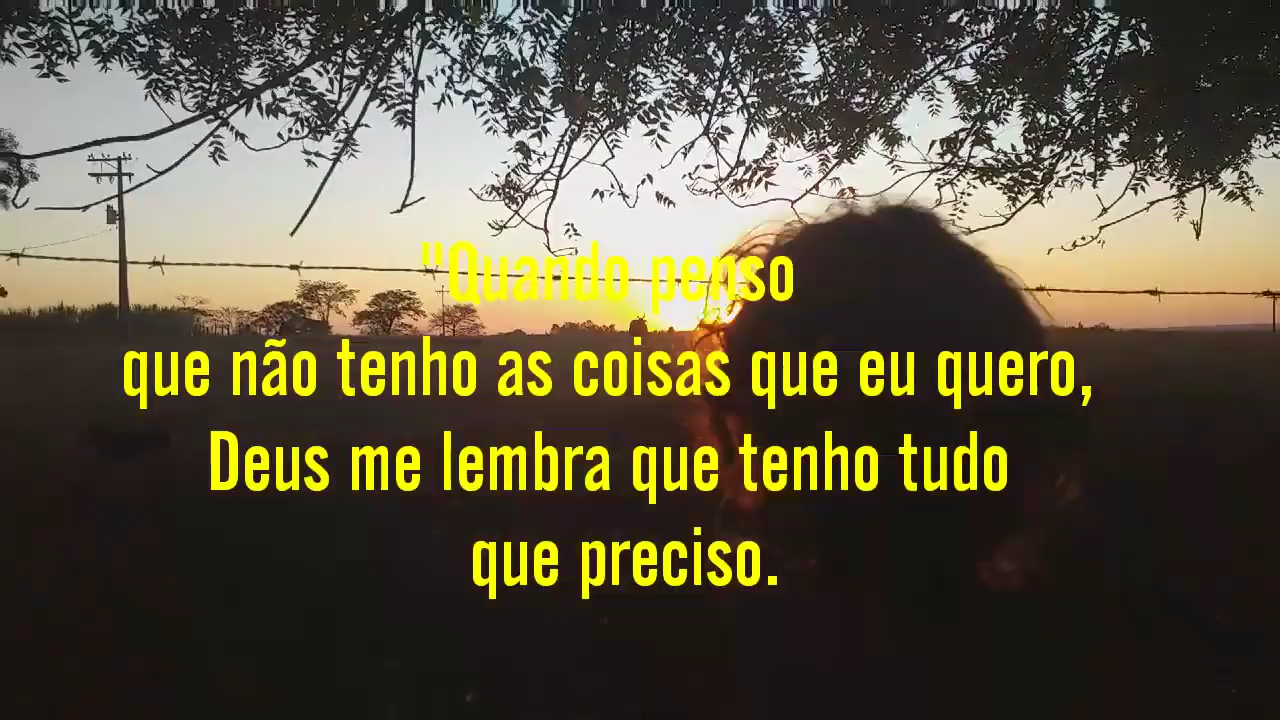 "Quando penso
que não tenho as coisas que eu quero,
Deus me lembra que tenho tudo
que preciso.